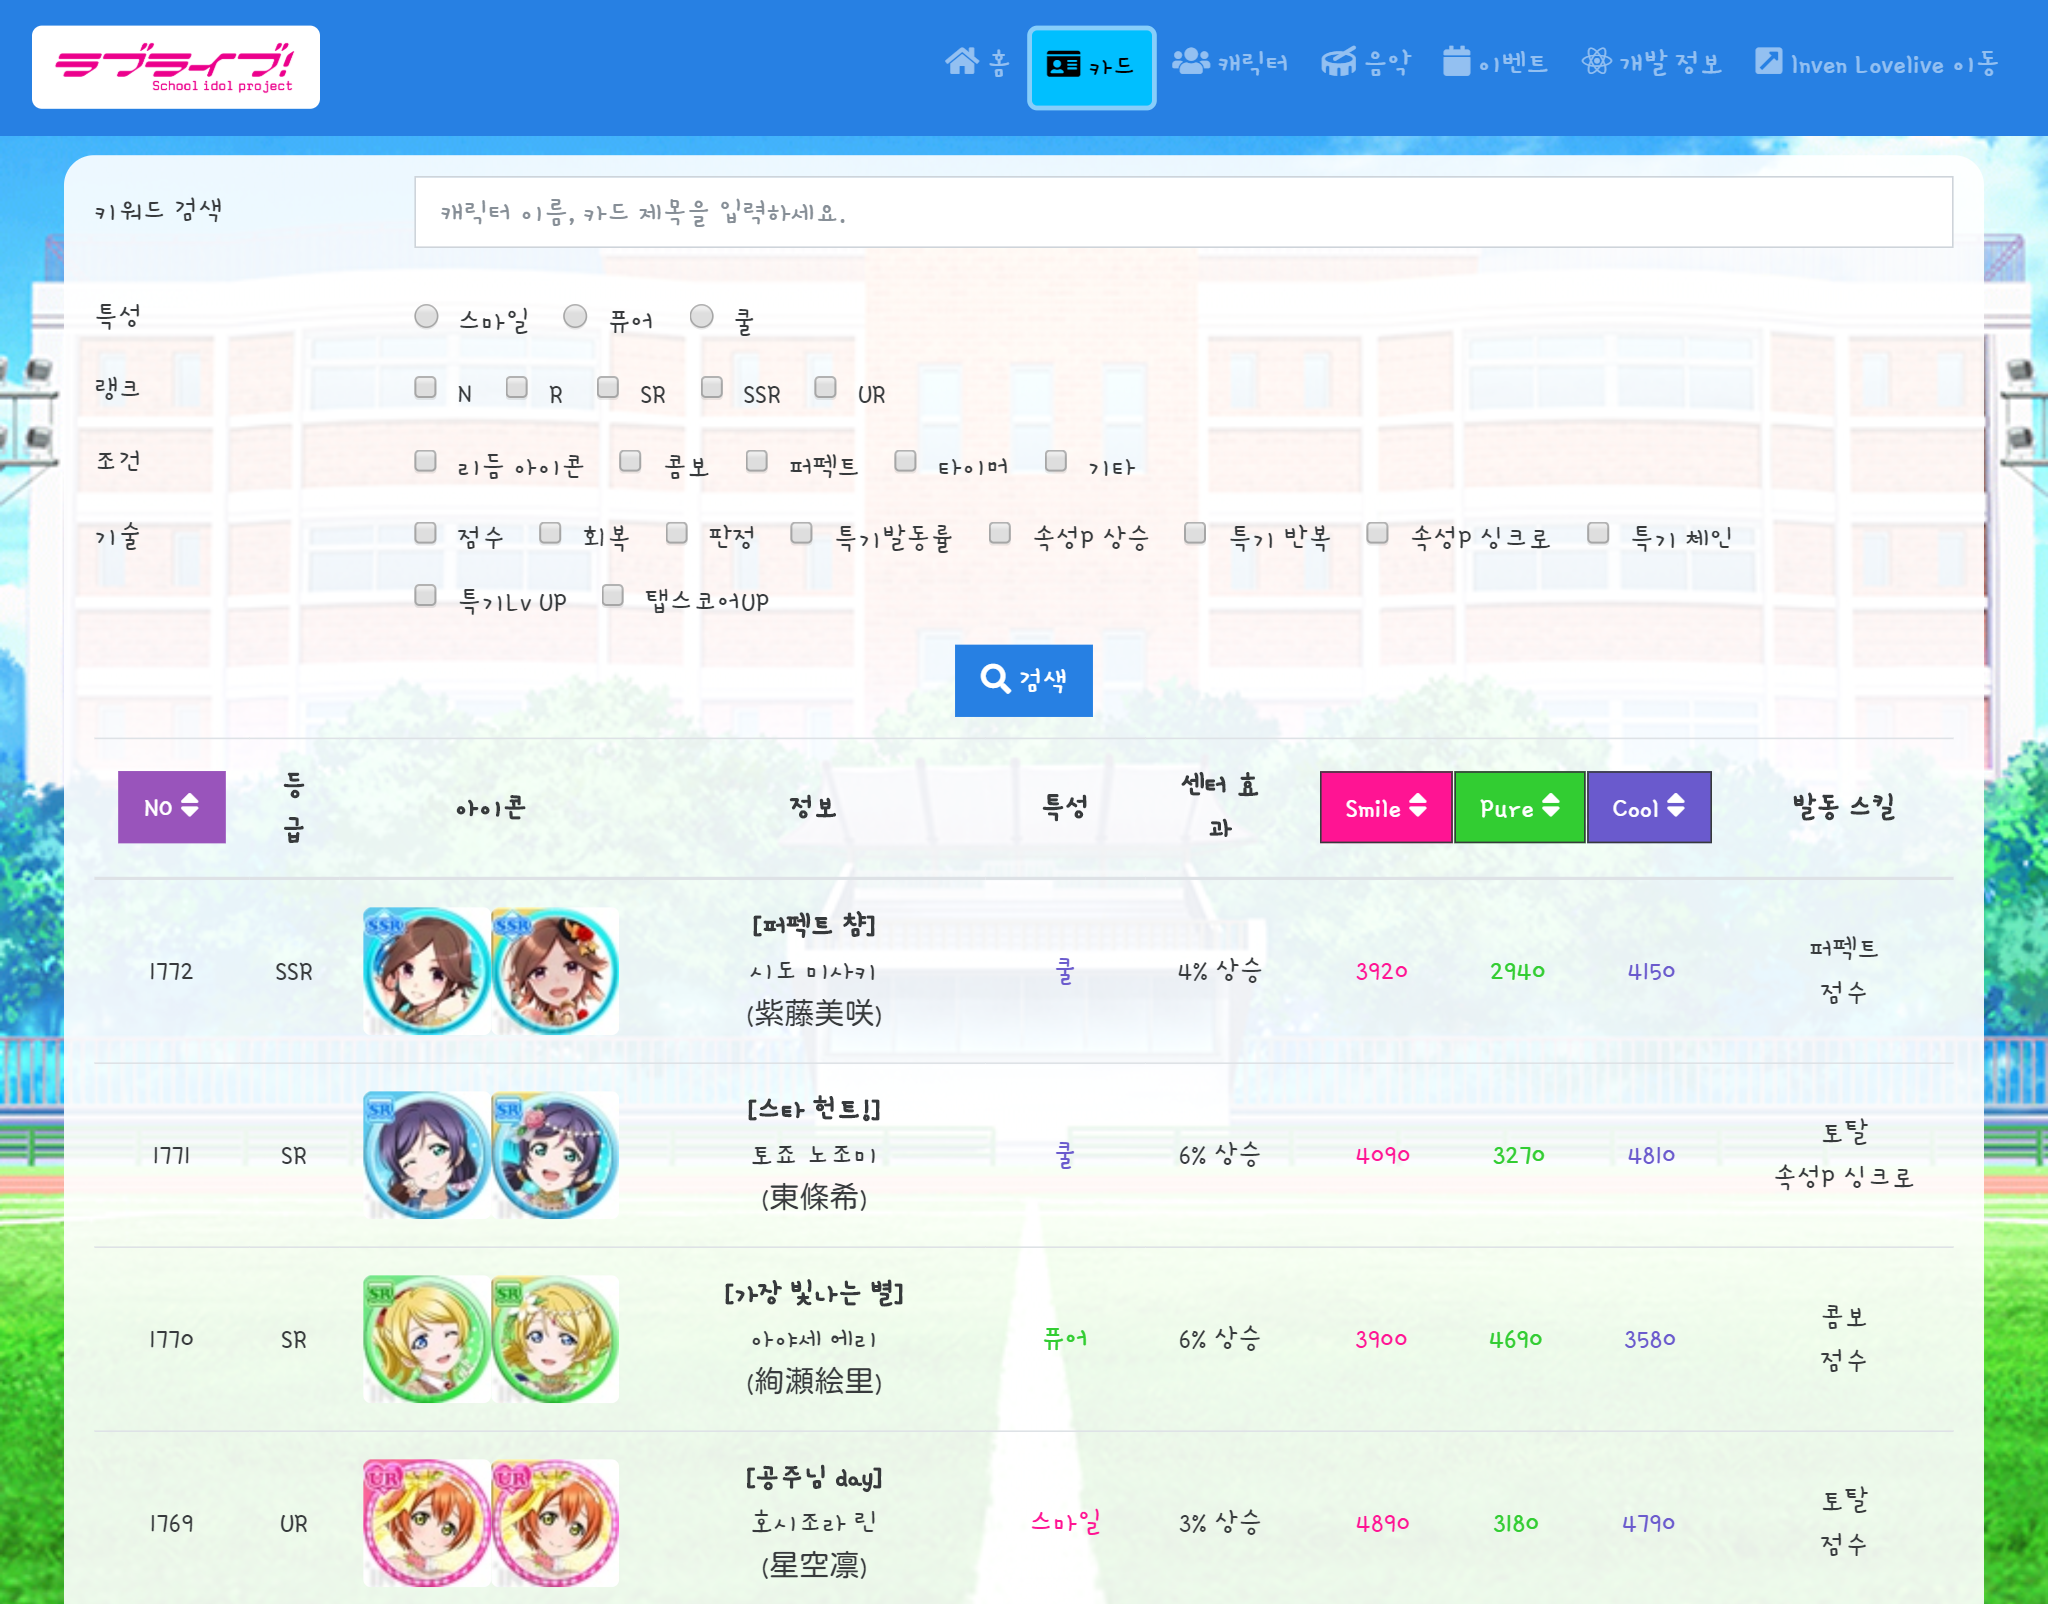 ラブライブ!
School idol project
홈
카드
캐릭터
음악
이벤트
개발 정보
Inven Lovelive 이동
키워드 검색
캐릭터 이름, 카드 제목을 입력하세요.
특성
스마일 퓨어 쿨
랭크
N R SR SSR UR
조건
리듬 아이콘 콤보 퍼펙트 타이머 기타
기술
점수 회복 판정 특기발동률 속성P 상승 특기 반복 속성P 싱크로 특기 체인
특기Lv UP 탭스코어UP
검색
No 등급 아이콘 정보 특성 센터 효과 Smile Pure Cool 발동 스킬
SSR SSR
[퍼펙트 챰]
1772 SSR 시도 미사키 쿨 4% 상승 3920 2940 4150 퍼펙트
(紫藤美咲) 점수
SR SR
[스타 헌트!]
1771 SR 토죠 노조미 쿨 6% 상승 4090 3270 4810 토탈
(東條希) 속성P 싱크로
SR SR
[가장 빛나는 별]
1770 SR 아야세 에리 퓨어 6% 상승 3900 4690 3580 콤보
(絢瀬絵里) 점수
UR UR
[공주님 day]
1769 UR 호시조라 린 스마일 3% 상승 4890 3180 4790 토탈
(星空凛) 점수